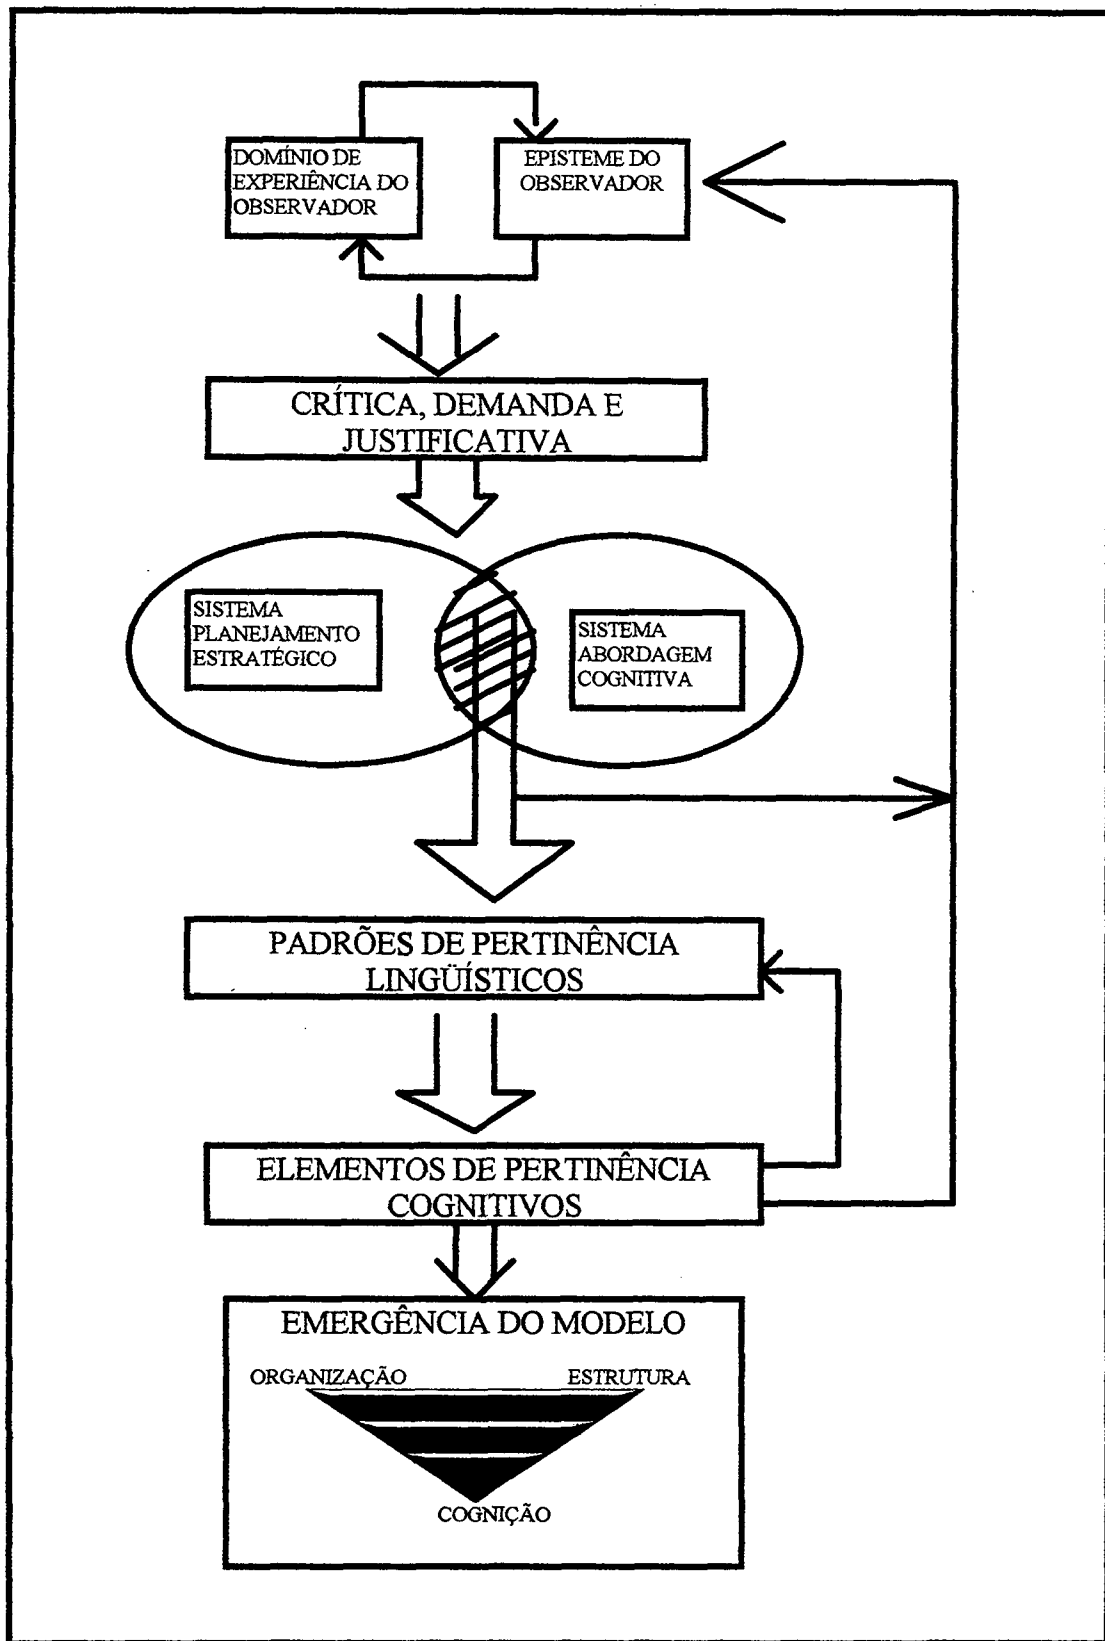 DOMÍNIO DE
EXPERIÊNCIA DO
OBSERVADOR
EPISTEME DO
OBSERVADOR
CRÍTICA, DEMANDA E
JUSTIFICATIVA
SISTEMA
PLANEJAMENTO
ESTRATÉGICO
SISTEMA
ABORDAGEM
COGNITIVA
PADRÕES DE PERTINÊNCIA
LINGÜÍSTICOS
ELEMENTOS DE PERTINÊNCIA
COGNITIVOS
EMERGÊNCIA DO MODELO
ORGANIZAÇÃO
ESTRUTURA
COGNIÇÃO